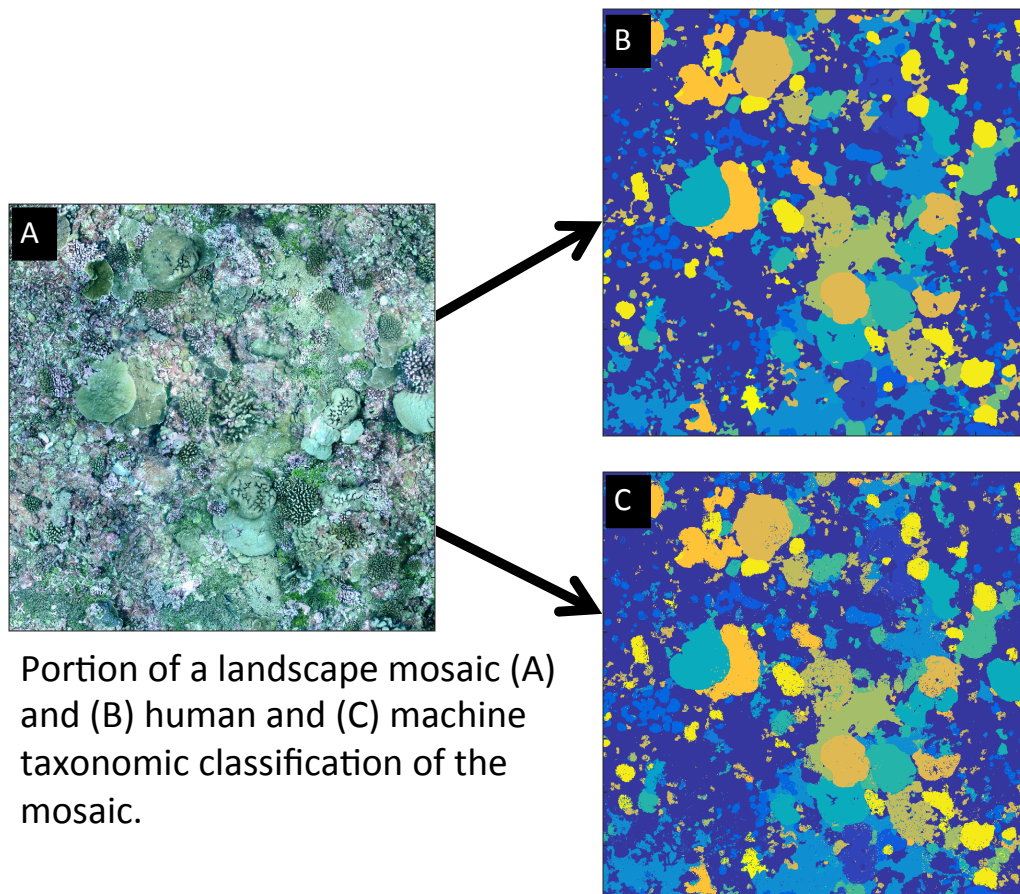 A
B
C
Portion of a landscape mosaic (A)
and (B) human and (C) machine
taxonomic classification of the
mosaic.